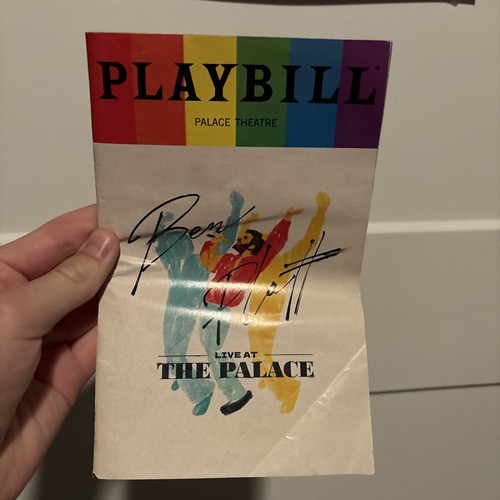 PLAYBILL
PALACE THEATRE
Ben
Platt
LIVE AT
THE PALACE